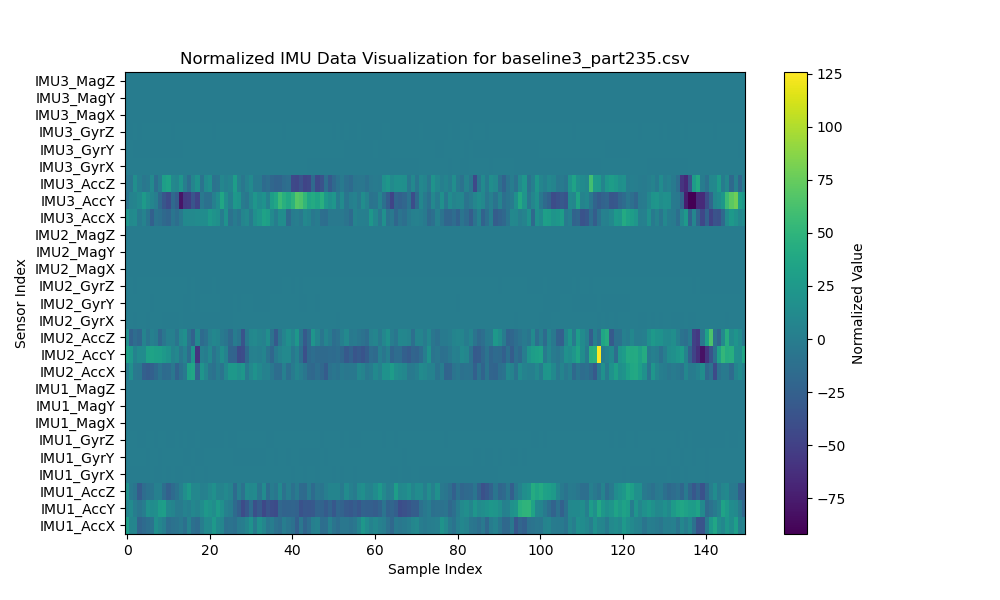 Normalized IMU Data Visualization for baseline3_part235.csv
IMU3_MagZ
IMU3_MagY
IMU3_MagX
IMU3_GyrZ
IMU3_GyrY
IMU3_GyrX
IMU3_AccZ
IMU3_AccY
IMU3_AccX
IMU2_MagZ
IMU2_MagY
IMU2_MagX
IMU2_GyrZ
IMU2_GyrY
IMU2_GyrX
IMU2_AccZ
IMU2_AccY
IMU2_AccX
IMU1_MagZ
IMU1_MagY
IMU1_MagX
IMU1_GyrZ
IMU1_GyrY
IMU1_GyrX
IMU1_AccZ
IMU1_AccY
IMU1_AccX
Sensor Index
0 20 40 60 80 100 120 140
Sample Index
125
100
75
50
25
0
−25
−50
−75
Normalized Value